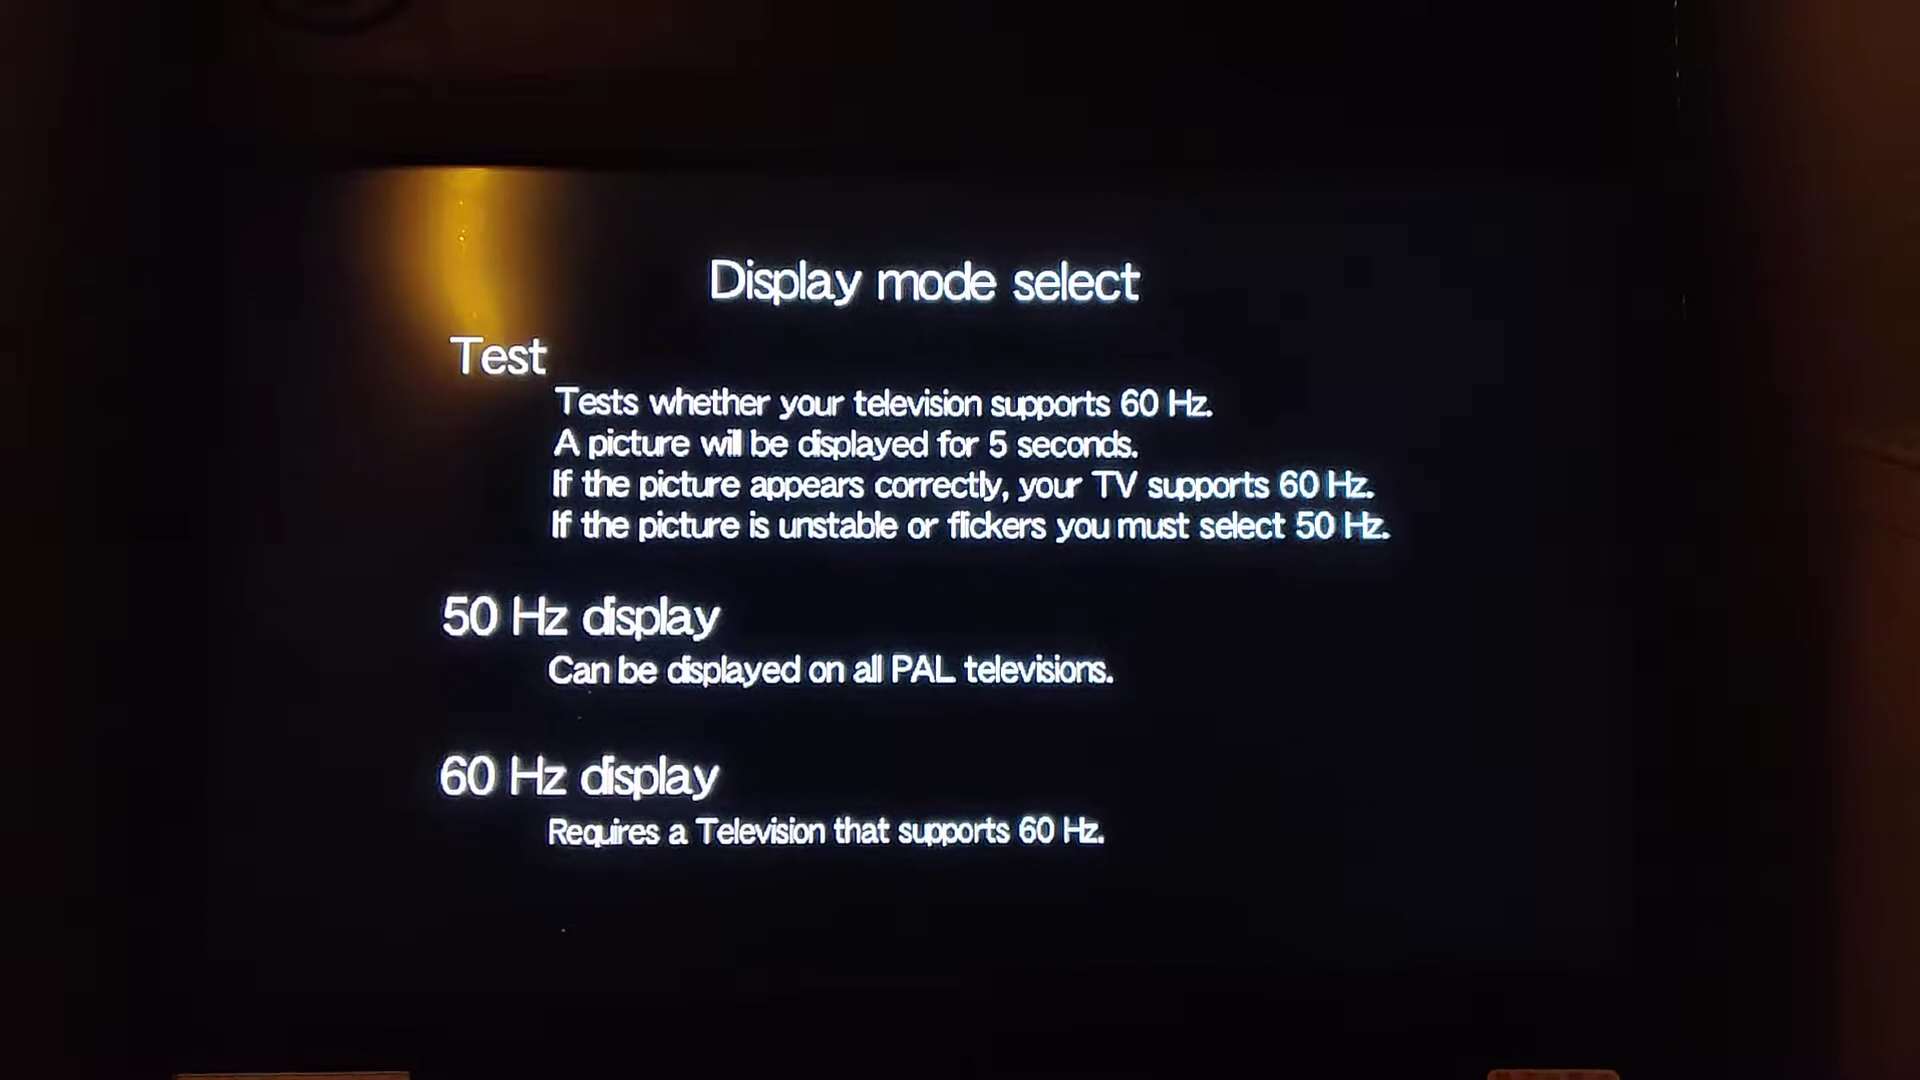 Display mode select
Test
Tests whether your television supports 60 Hz.
A picture will be displayed for 5 seconds.
If the picture appears correctly, your TV supports 60 Hz.
If the picture is unstable or flickers you must select 50 Hz.
50 Hz display
Can be displayed on all PAL televisions.
60 Hz display
Requires a Television that supports 60 Hz.